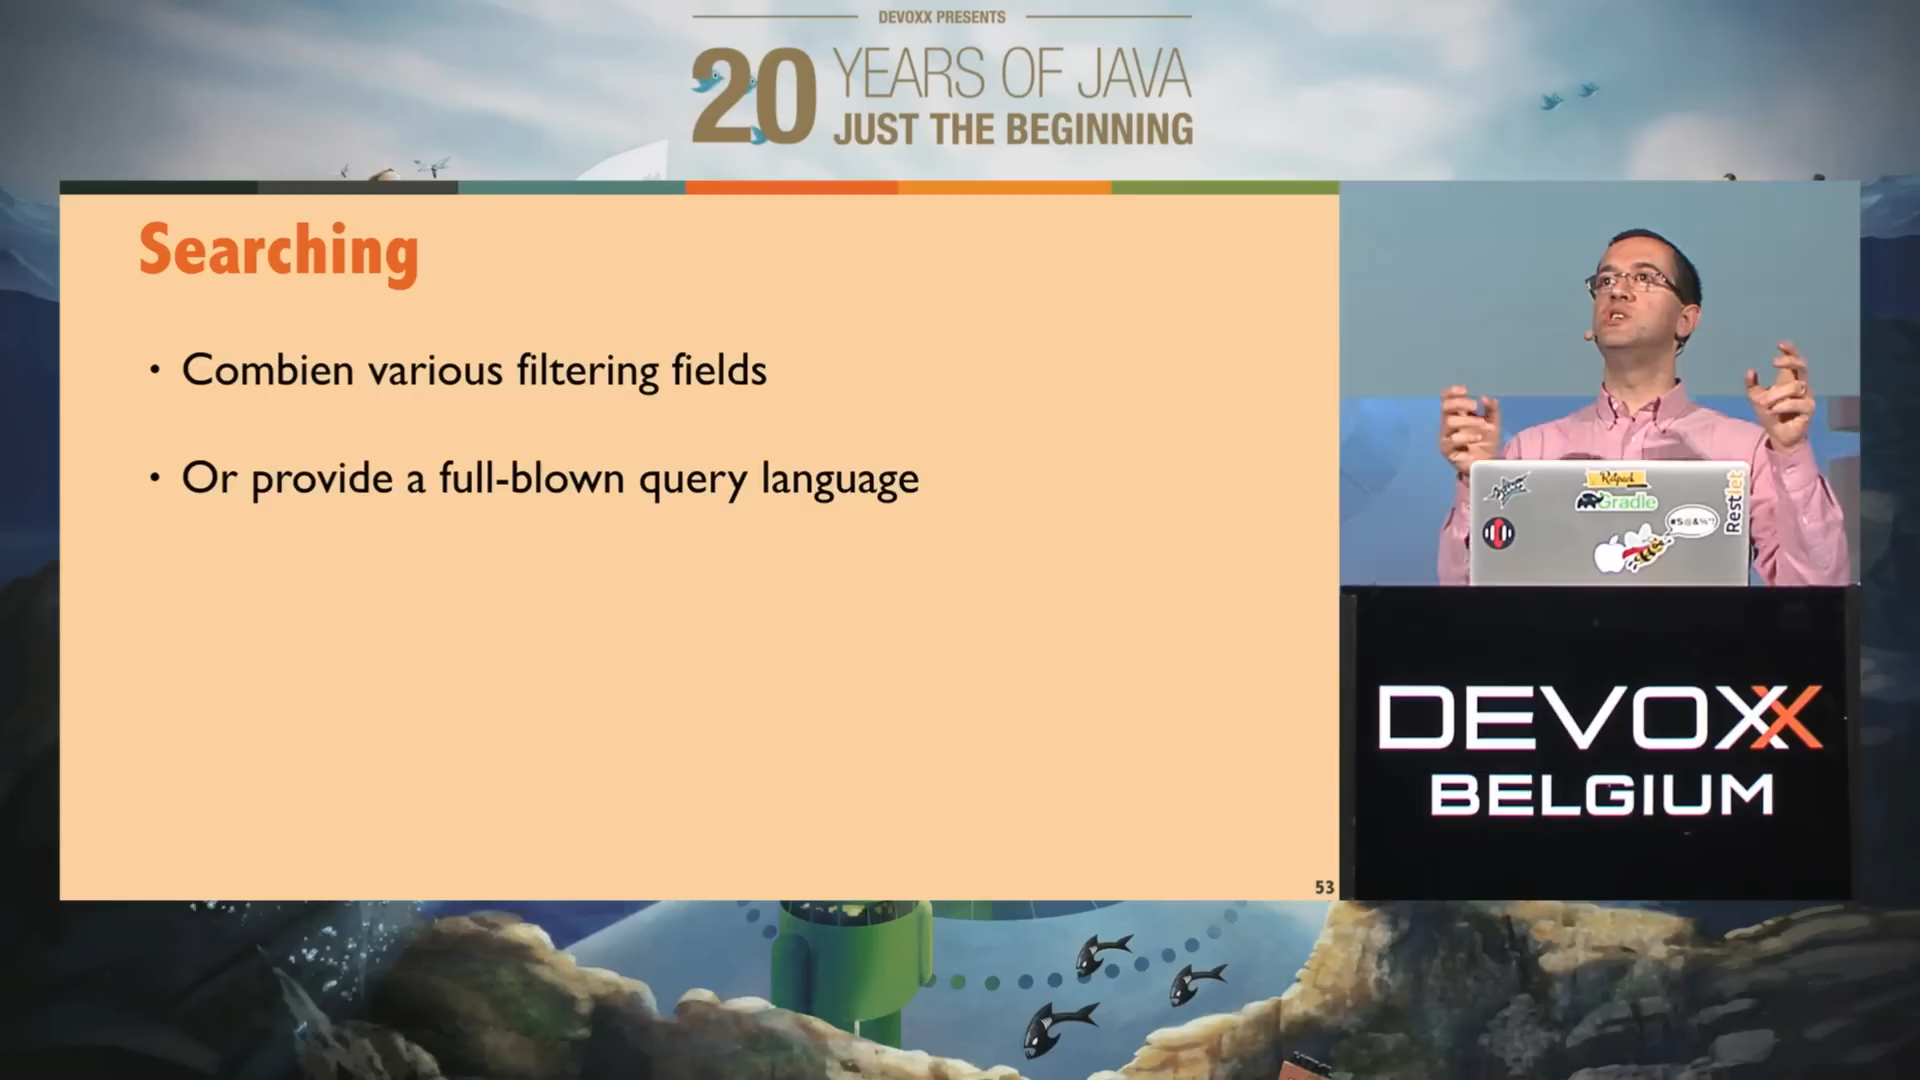 DEVOXX PRESENTS
20 YEARS OF JAVA
JUST THE BEGINNING
Searching
• Combien various filtering fields
• Or provide a full-blown query language
53
Ratpack
Gradle
Restlet
#$@&%*!
DEVOXX
BELGIUM